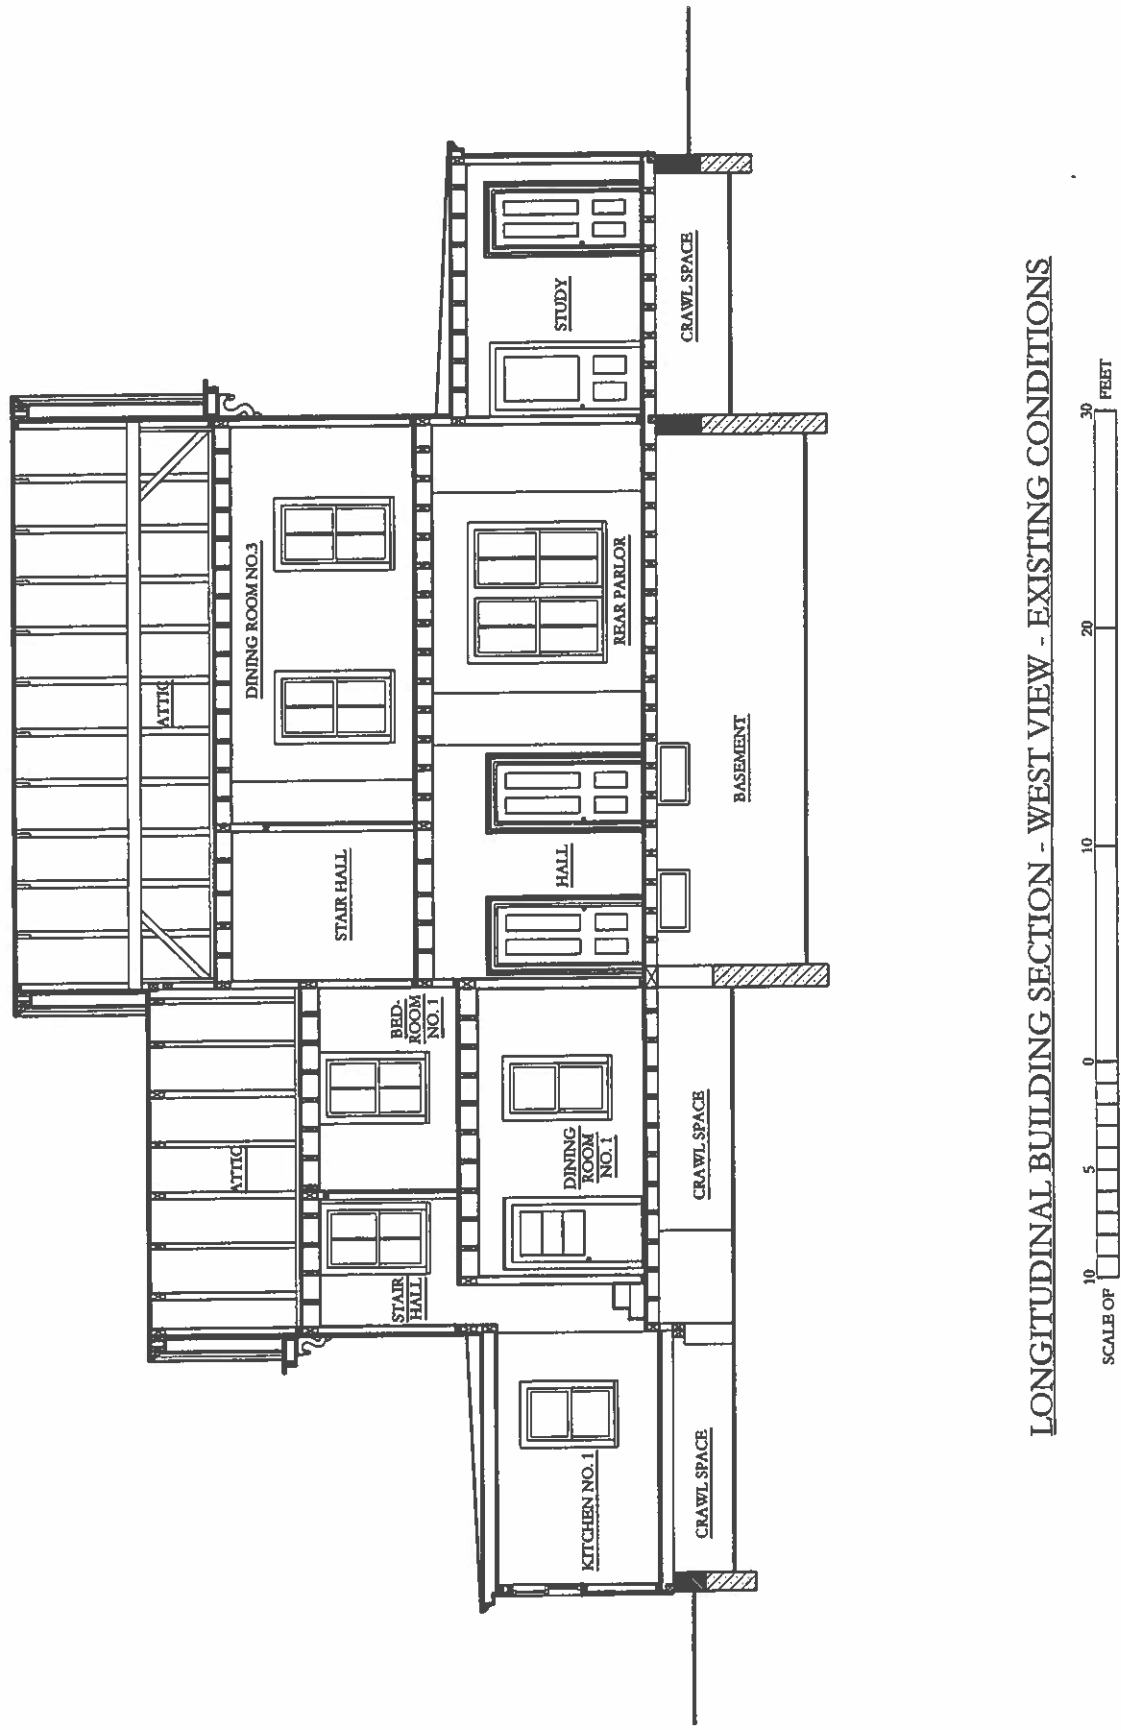 ATTIC
ATTIC
DINING ROOM NO.3
STAIR HALL
BED-
ROOM
NO. 1
STAIR
HALL
STUDY
REAR PARLOR
HALL
DINING
ROOM
NO. 1
KITCHEN NO. 1
CRAWL SPACE
CRAWL SPACE
BASEMENT
CRAWL SPACE
LONGITUDINAL BUILDING SECTION - WEST VIEW - EXISTING CONDITIONS
10 5 0 10 20 30
SCALE OF FEET